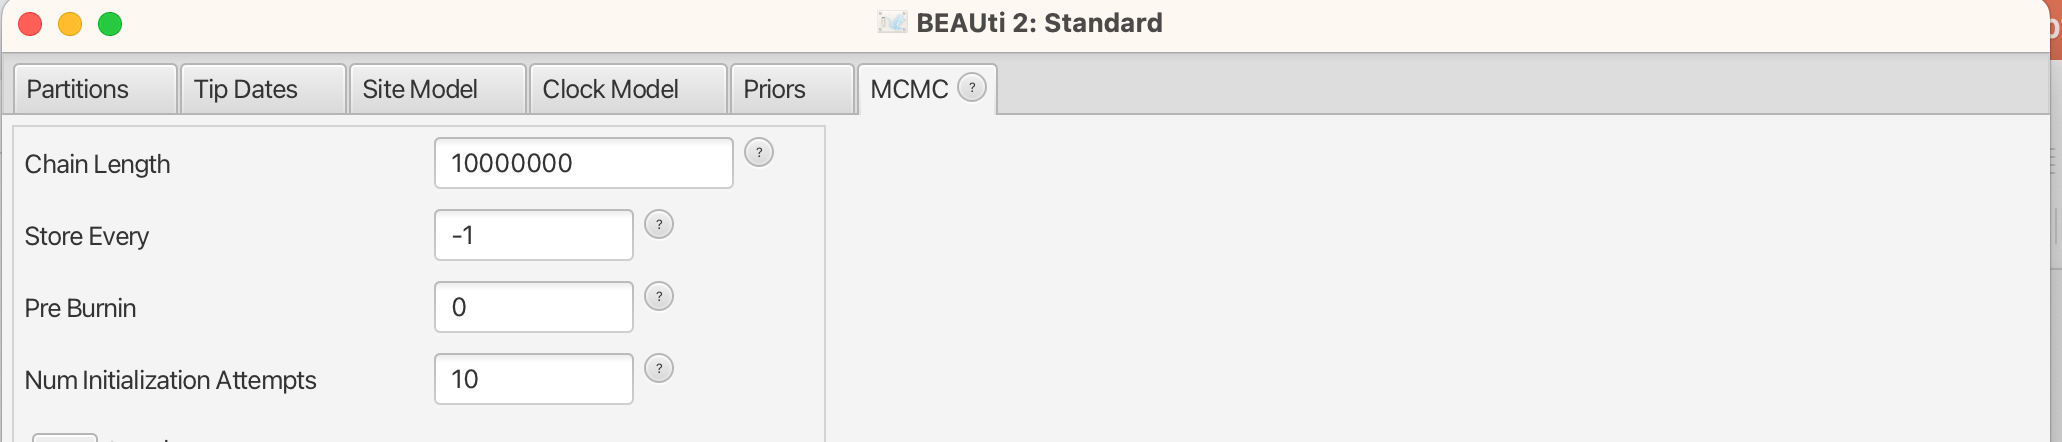 BEAUti 2: Standard
Partitions Tip Dates Site Model Clock Model Priors MCMC ?
Chain Length 10000000 ?
Store Every -1 ?
Pre Burnin 0 ?
Num Initialization Attempts 10 ?